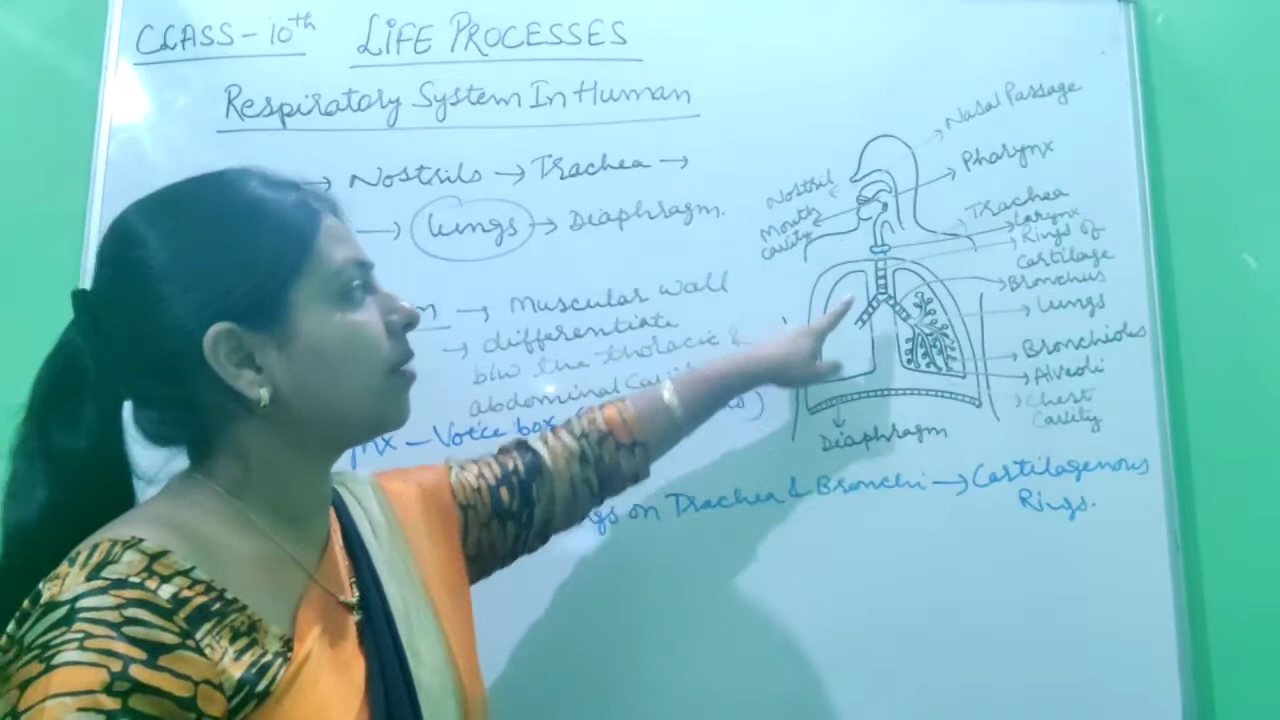 CLASS-10th LIFE PROCESSES
Respiratory System In Human
→ Nostrils → Trachea →
→ Lungs → Diaphragm.
→ Muscular wall
→ differentiate
b/w the thoracic &
abdominal
- Voice box
on Trachea & Bronchi → Cartilagenous
Rings.
Nasal Passage
Pharynx
Nostril
Mouth
cavity
Trachea
Larynx
Rings of
Cartilage
Bronchus
Lungs
Bronchioles
Alveoli
Chest
Cavity
Diaphragm